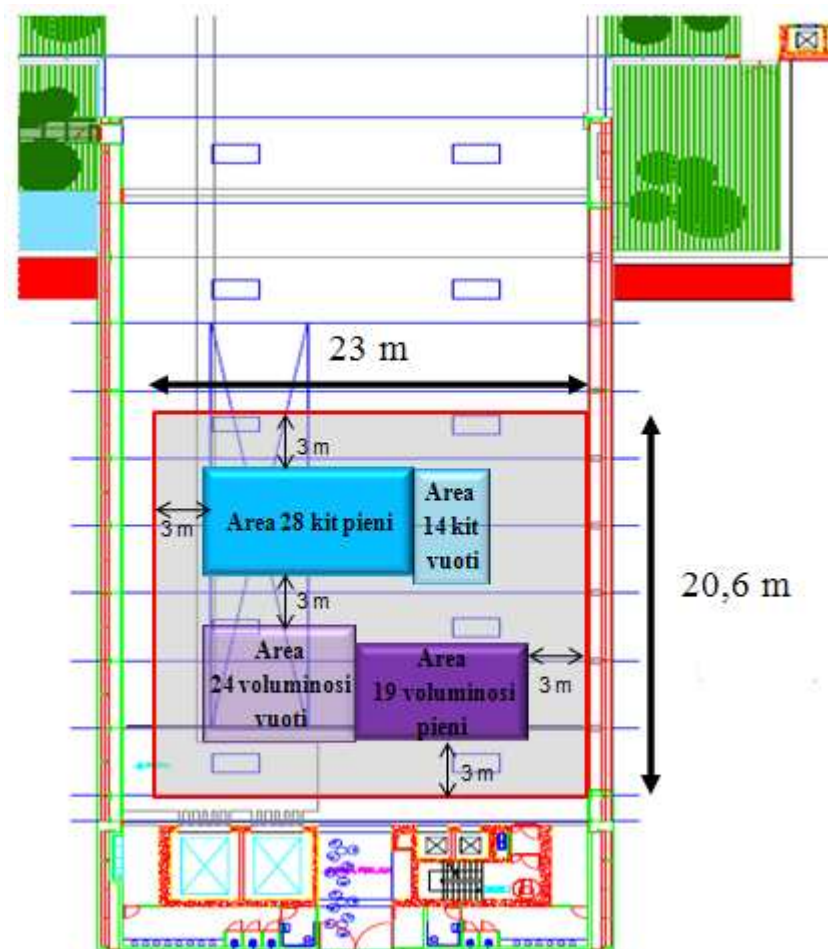 23 m
3 m
3 m
Area 28 kit pieni
Area
14 kit
vuoti
20,6 m
3 m
Area
24 voluminosi
vuoti
Area
19 voluminosi
pieni
3 m
3 m